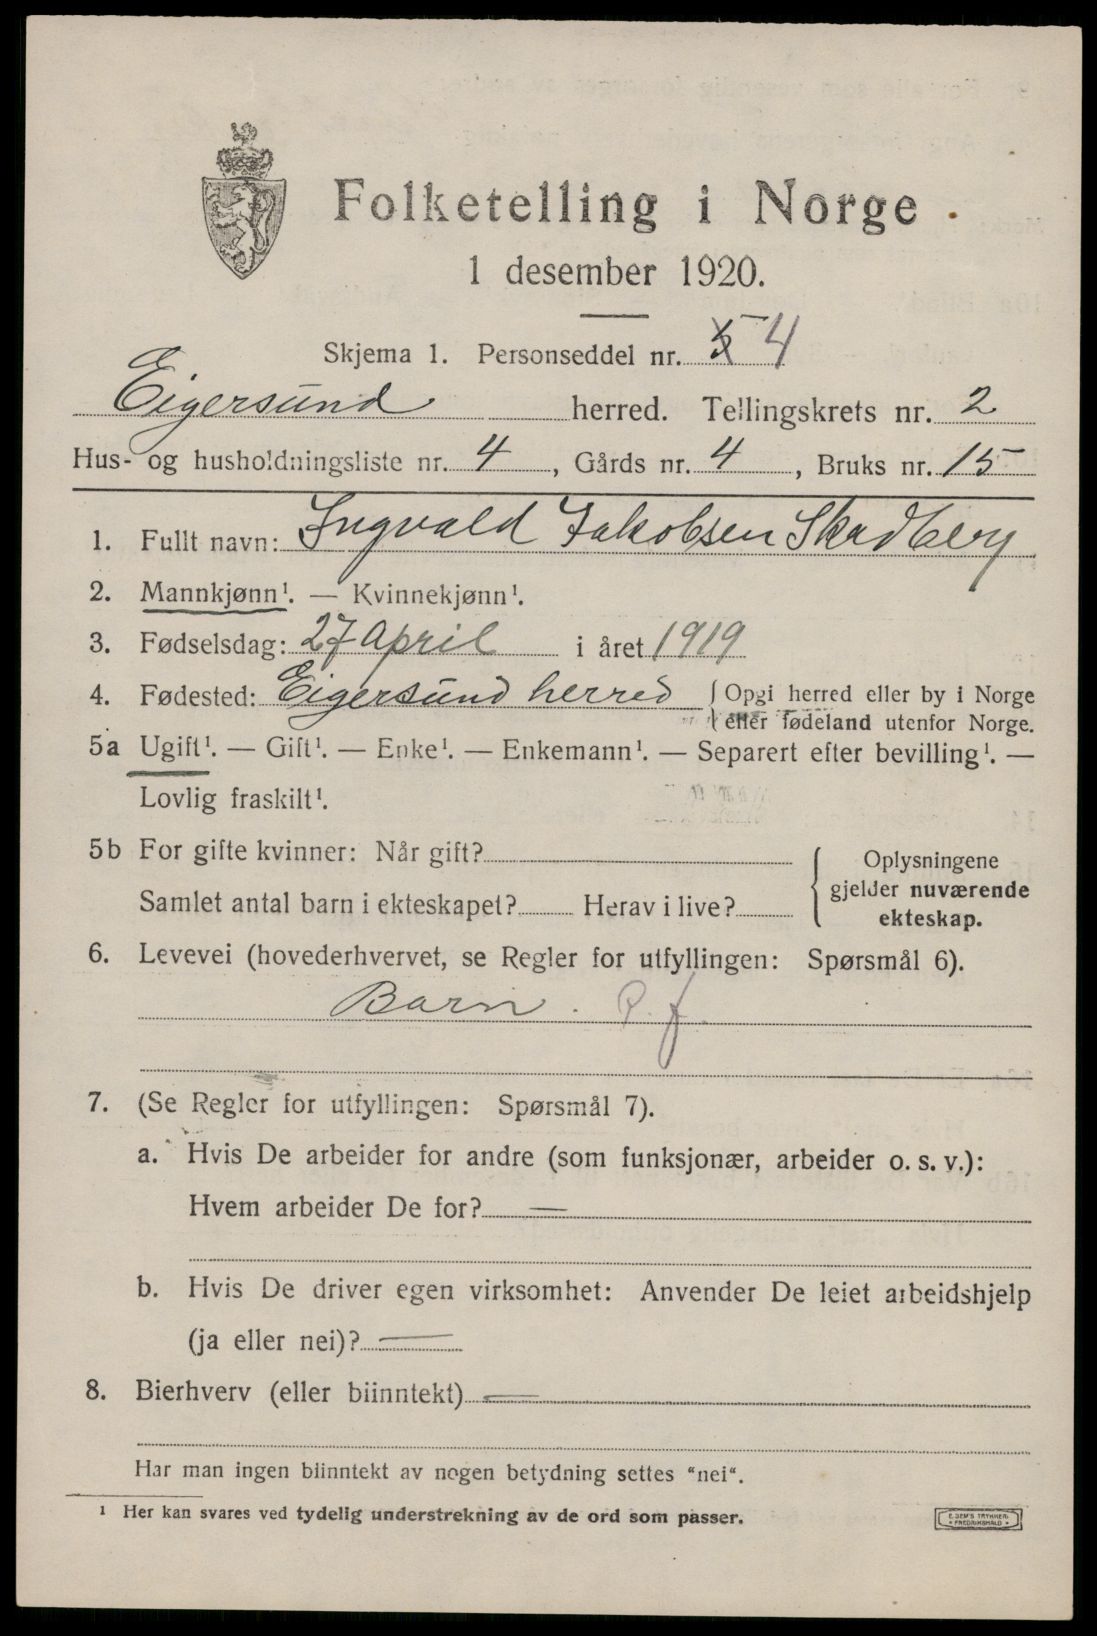 Folketelling i Norge
1 desember 1920.
Skjema 1. Personseddel nr. 5 4
Eigersund herred. Tellingskrets nr. 2
Hus- og husholdningsliste nr. 4, Gårds nr. 4, Bruks nr. 15
1. Fullt navn: Ingvald Jakobsen Skadberg
2. Mannkjønn¹. — Kvinnekjønn¹.
3. Fødselsdag: 27 April i året 1919
4. Fødested: Eigersund herred { Opgi herred eller by i Norge
eller fødeland utenfor Norge.
5a Ugift¹. — Gift¹. — Enke¹. — Enkemann¹. — Separert efter bevilling¹. —
Lovlig fraskilt¹.
5b For gifte kvinner: Når gift?
Samlet antal barn i ekteskapet? Herav i live?
{ Oplysningene
gjelder nuværende
ekteskap.
6. Levevei (hovederhvervet, se Regler for utfyllingen: Spørsmål 6).
Barn. P. f.
7. (Se Regler for utfyllingen: Spørsmål 7).
a. Hvis De arbeider for andre (som funksjonær, arbeider o. s. v.):
Hvem arbeider De for? —
b. Hvis De driver egen virksomhet: Anvender De leiet arbeidshjelp
(ja eller nei)? —
8. Bierhverv (eller biinntekt) —
Har man ingen biinntekt av nogen betydning settes "nei".
¹ Her kan svares ved tydelig understrekning av de ord som passer.
E. SEM'S TRYKKERI
FREDRIKSHALD